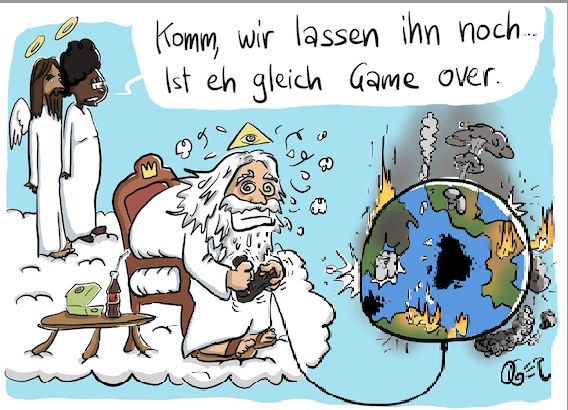 Komm, wir lassen ihn noch...
Ist eh gleich Game over.